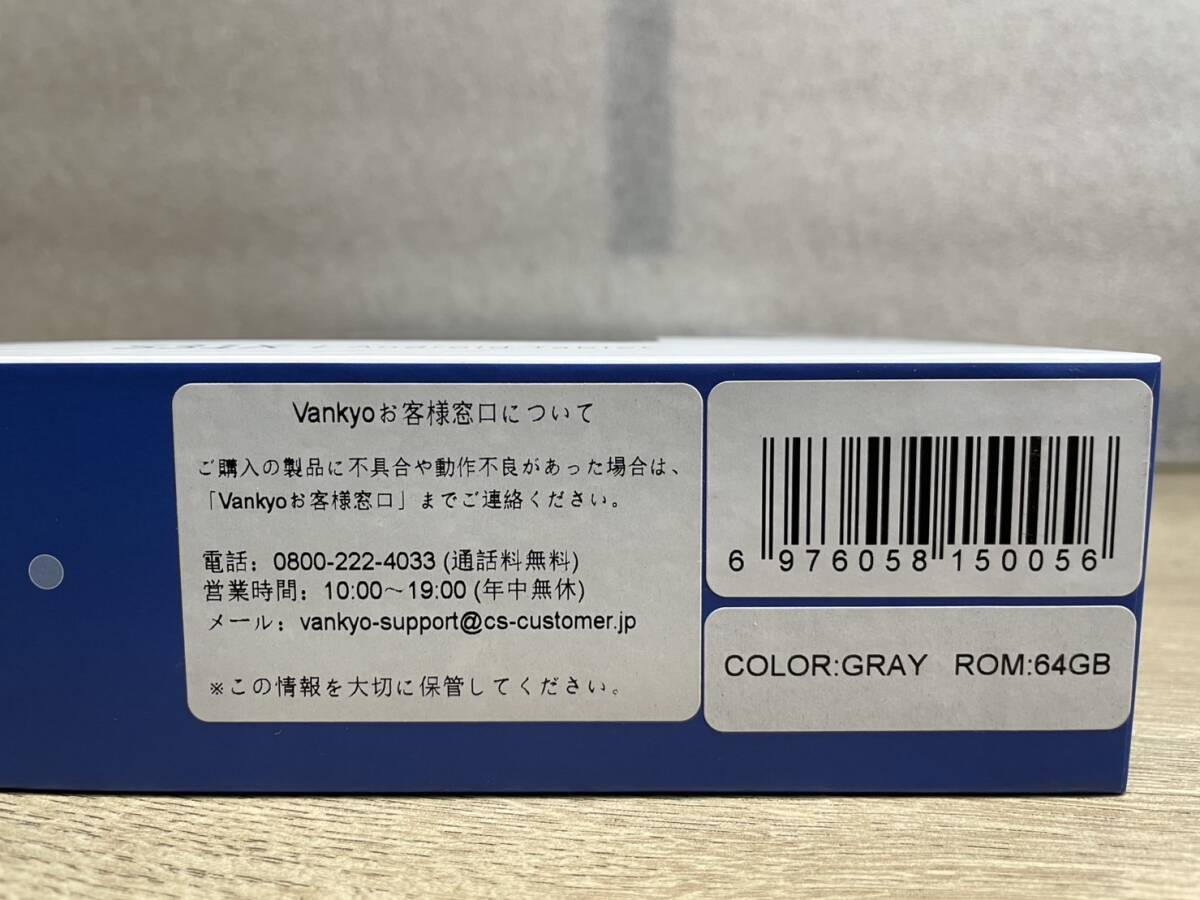 Android Tablet
Vankyoお客様窓口について
ご購入の製品に不具合や動作不良があった場合は、
「Vankyoお客様窓口」までご連絡ください。
電話：0800-222-4033 (通話料無料)
営業時間：10:00～19:00 (年中無休)
メール：vankyo-support@cs-customer.jp
※この情報を大切に保管してください。
6 976058 150056
COLOR:GRAY ROM:64GB